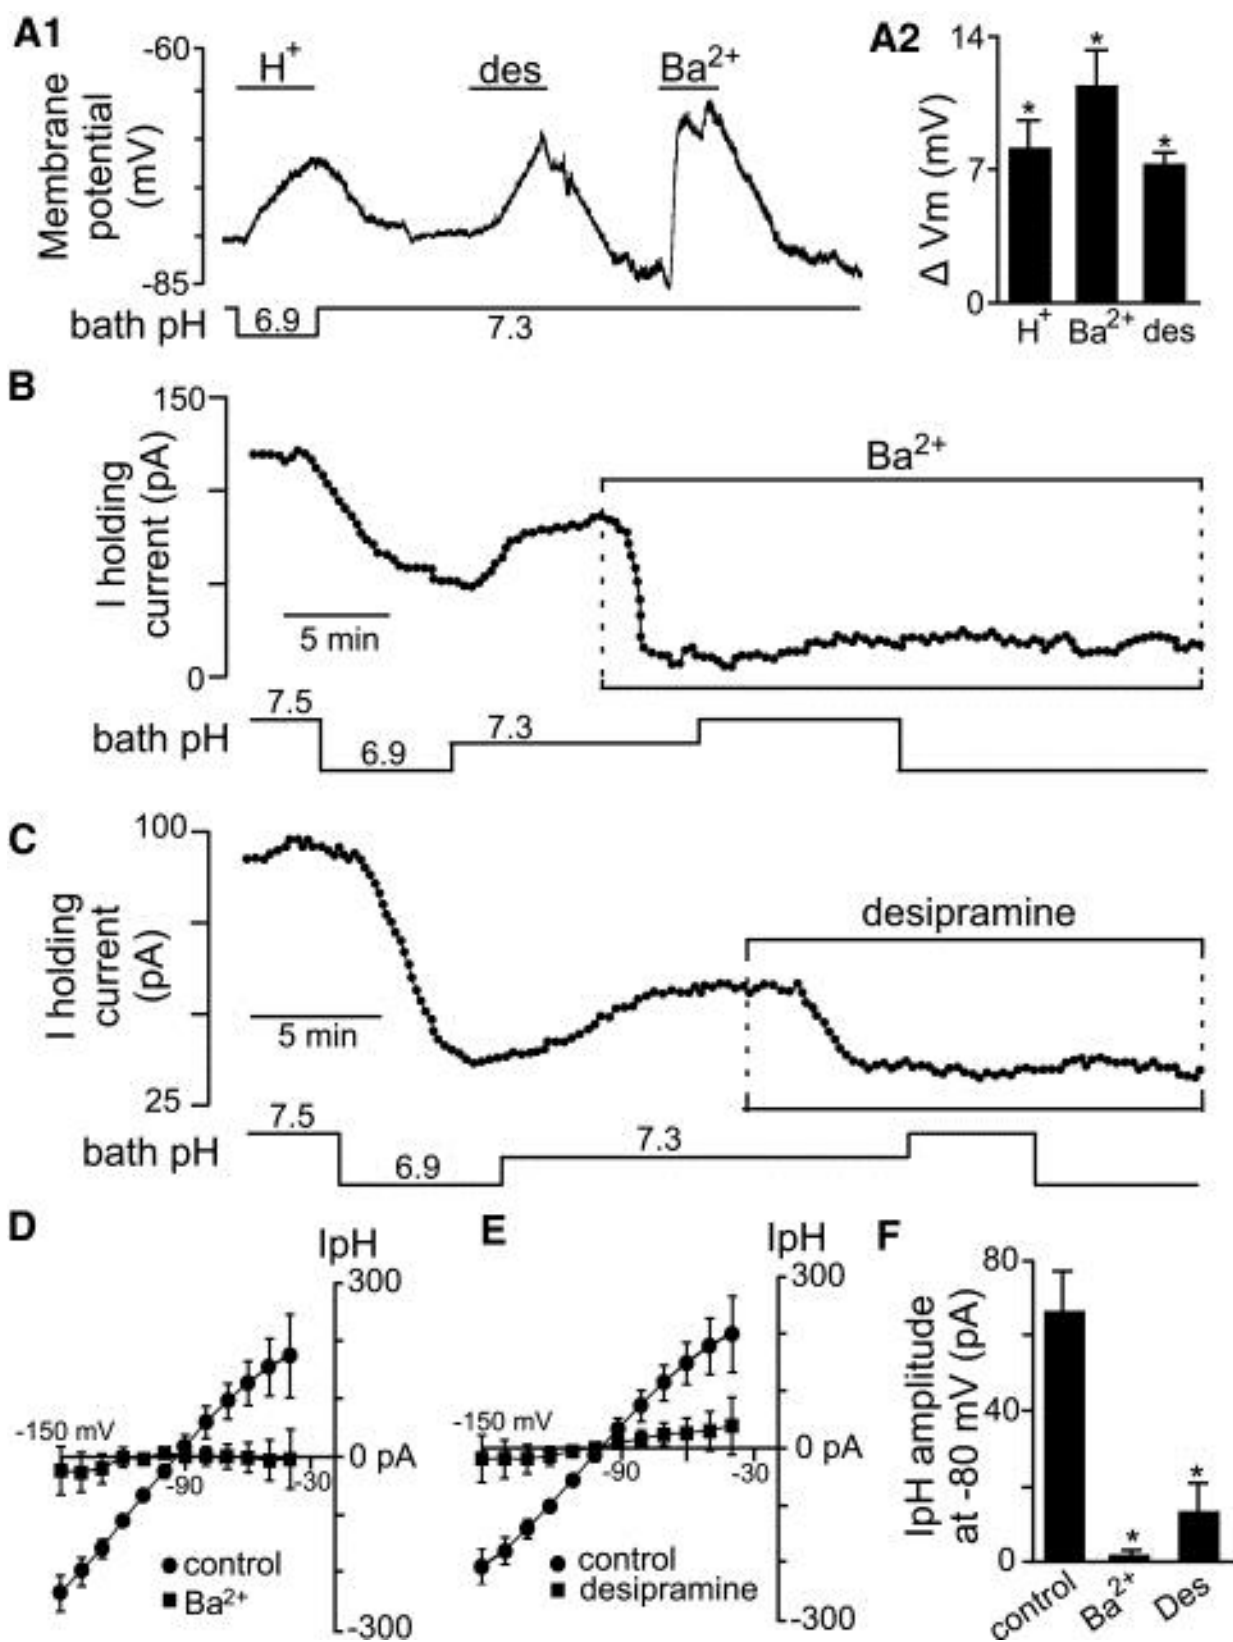 A1
Membrane
potential
(mV)
-60
-85
H+
des
Ba2+
bath pH
6.9
7.3
A2
Δ Vm (mV)
14
7
0
*
*
*
H+
Ba2+
des
B
I holding
current (pA)
150
0
Ba2+
5 min
bath pH
7.5
6.9
7.3
C
I holding
current
(pA)
100
25
desipramine
5 min
bath pH
7.5
6.9
7.3
D
IpH
300
-150 mV
0 pA
-90
-30
control
Ba2+
-300
E
IpH
300
-150 mV
0 pA
-90
-30
control
desipramine
-300
F
IpH amplitude
at -80 mV (pA)
80
40
0
*
*
control
Ba2+
Des